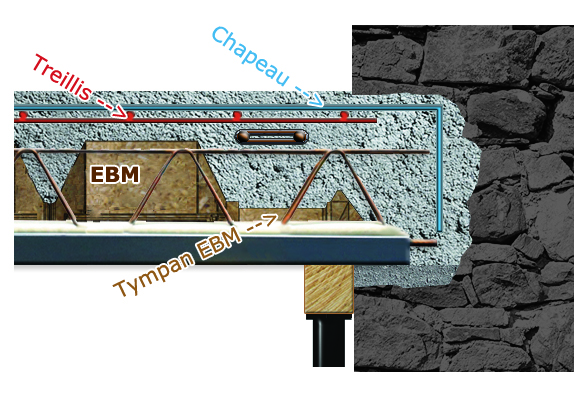 Chapeau -->
Treillis -->
EBM
Tympan EBM -->